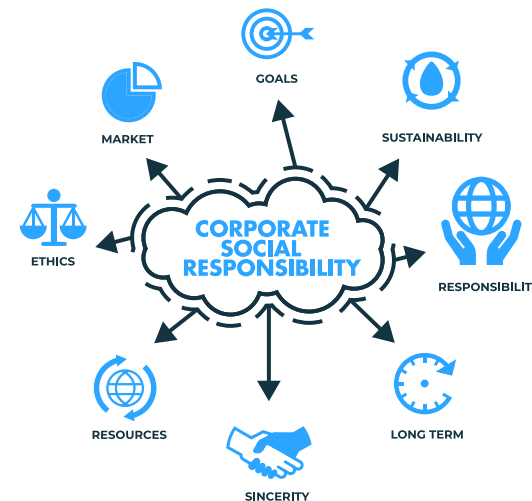 GOALS
MARKET
SUSTAINABILITY
CORPORATE
SOCIAL
RESPONSIBILITY
ETHICS
RESPONSIBILIT
RESOURCES
LONG TERM
SINCERITY